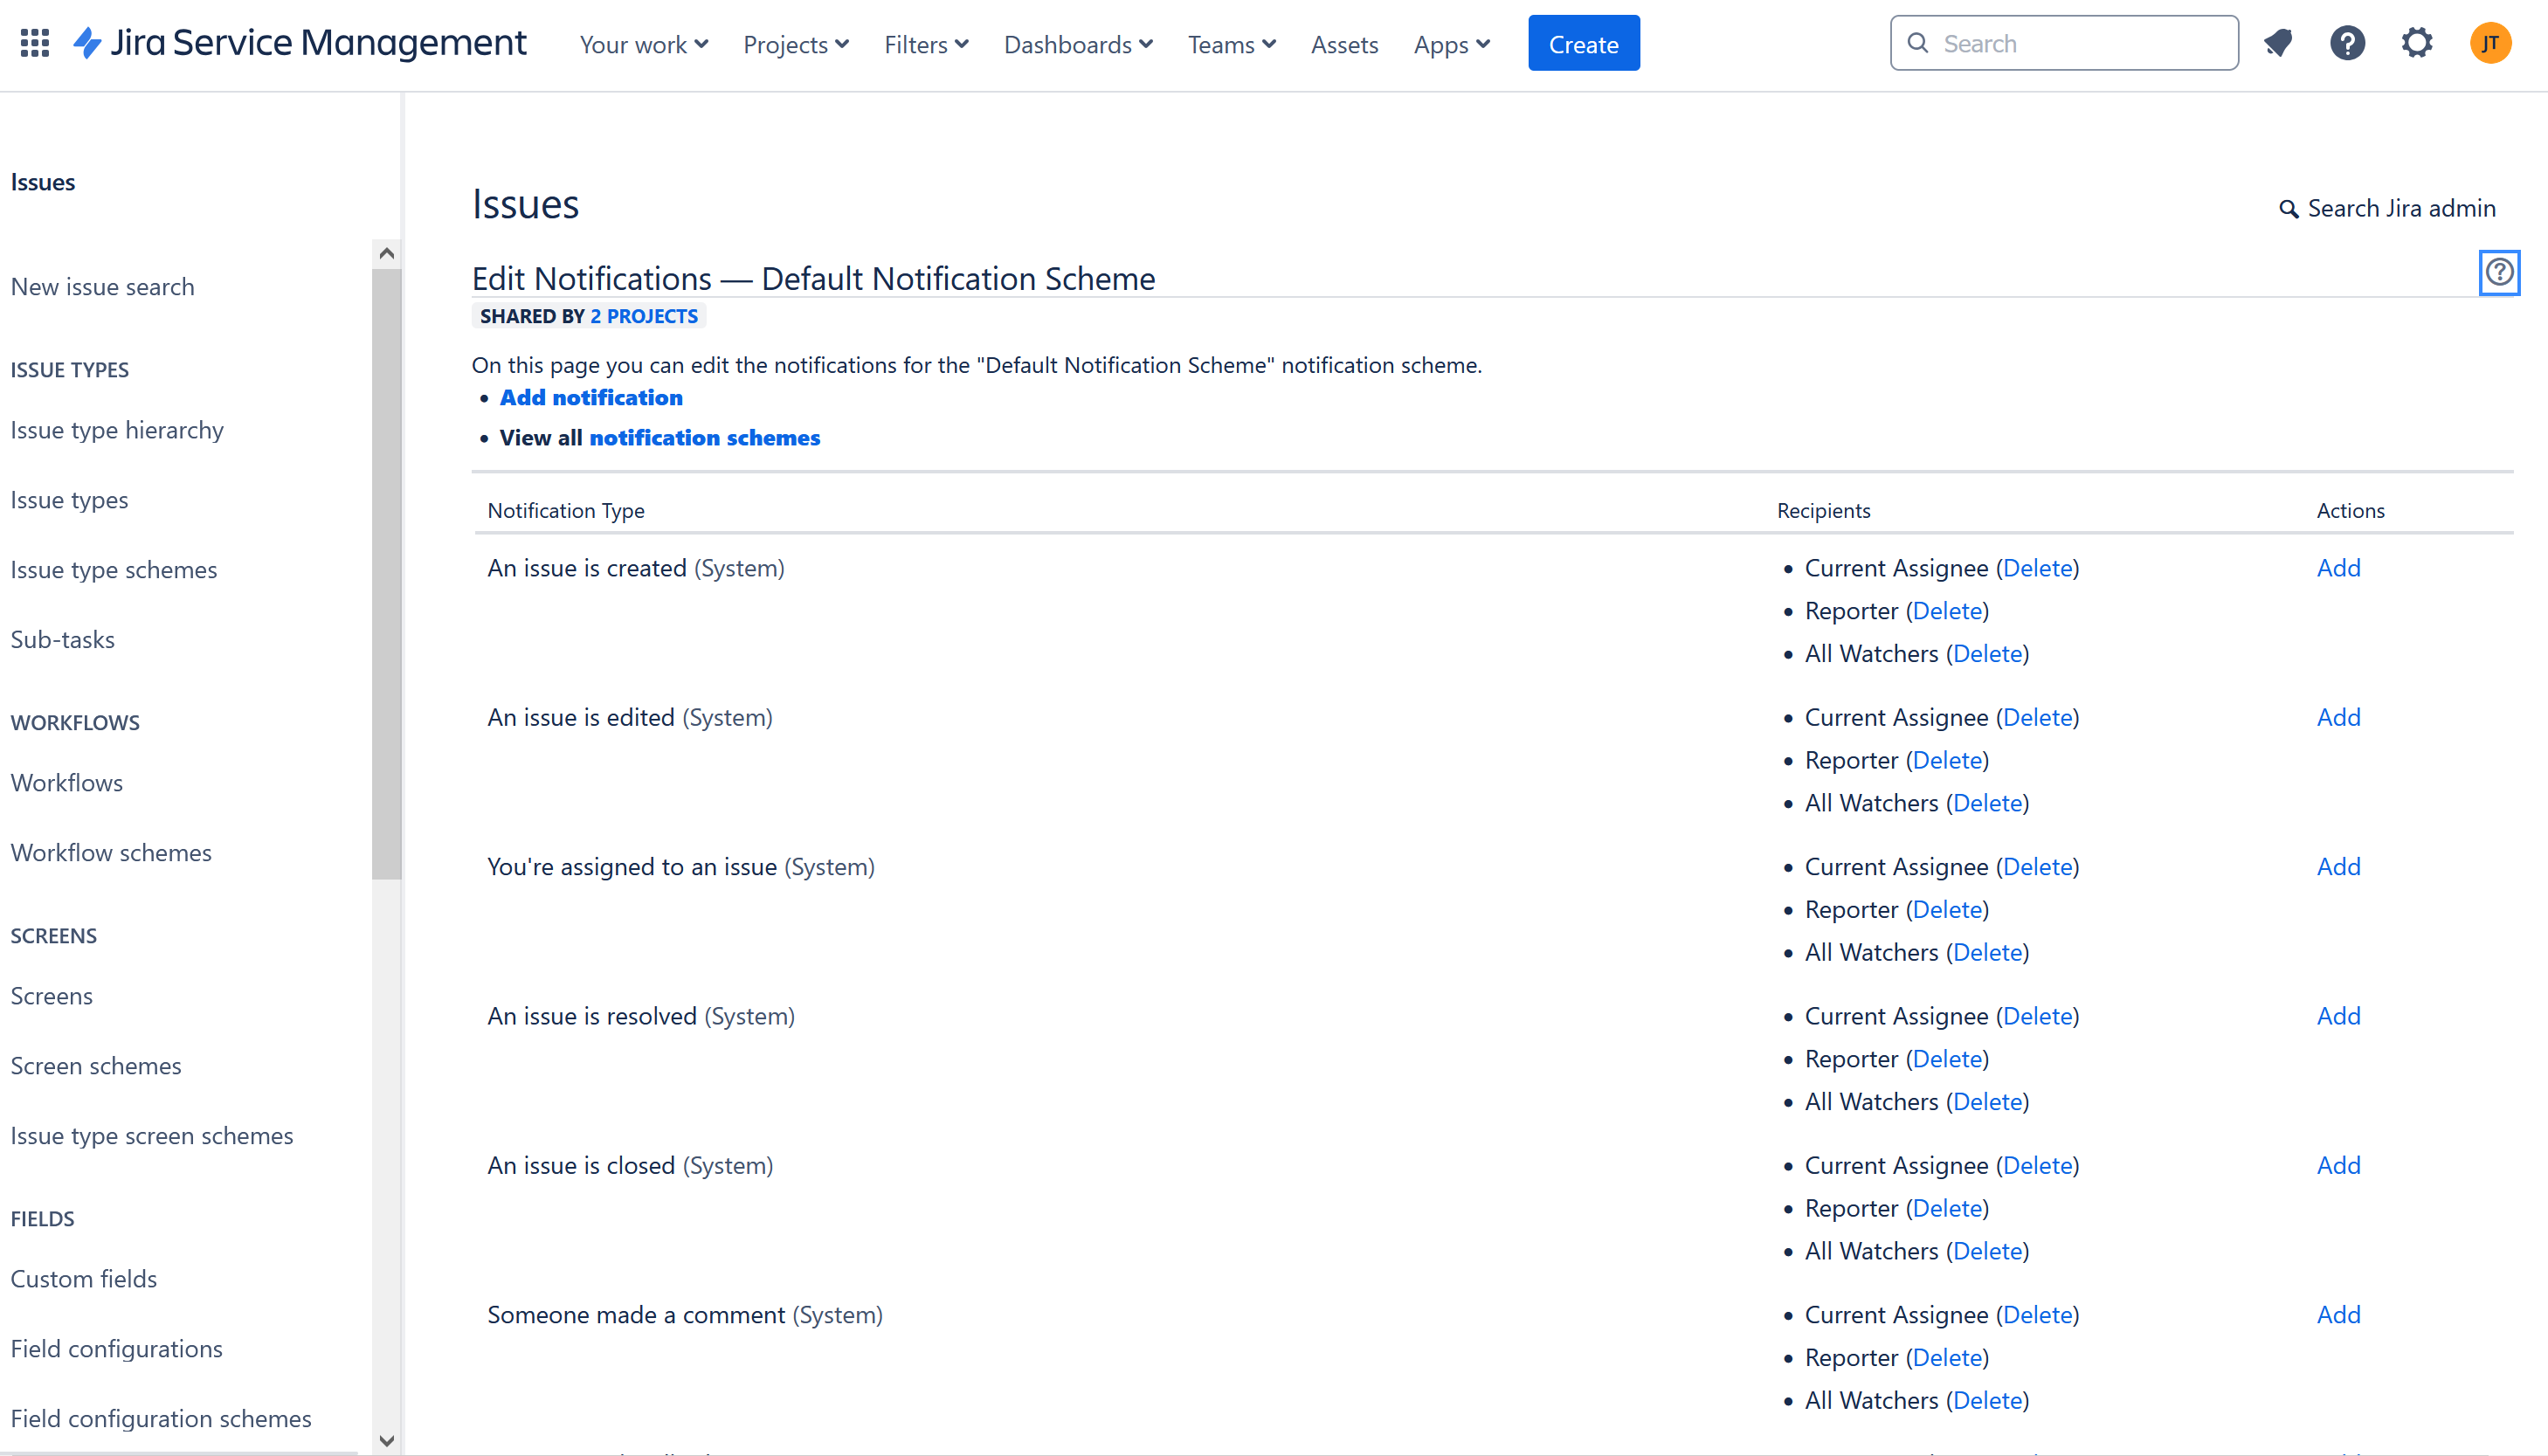 Jira Service Management Your work Projects Filters Dashboards Teams Assets Apps Create Search JT
Issues
New issue search
ISSUE TYPES
Issue type hierarchy
Issue types
Issue type schemes
Sub-tasks
WORKFLOWS
Workflows
Workflow schemes
SCREENS
Screens
Screen schemes
Issue type screen schemes
FIELDS
Custom fields
Field configurations
Field configuration schemes
Issues
Search Jira admin
Edit Notifications — Default Notification Scheme
SHARED BY 2 PROJECTS
On this page you can edit the notifications for the "Default Notification Scheme" notification scheme.
• Add notification
• View all notification schemes
Notification Type Recipients Actions
An issue is created (System) • Current Assignee (Delete) Add
• Reporter (Delete)
• All Watchers (Delete)
An issue is edited (System) • Current Assignee (Delete) Add
• Reporter (Delete)
• All Watchers (Delete)
You're assigned to an issue (System) • Current Assignee (Delete) Add
• Reporter (Delete)
• All Watchers (Delete)
An issue is resolved (System) • Current Assignee (Delete) Add
• Reporter (Delete)
• All Watchers (Delete)
An issue is closed (System) • Current Assignee (Delete) Add
• Reporter (Delete)
• All Watchers (Delete)
Someone made a comment (System) • Current Assignee (Delete) Add
• Reporter (Delete)
• All Watchers (Delete)